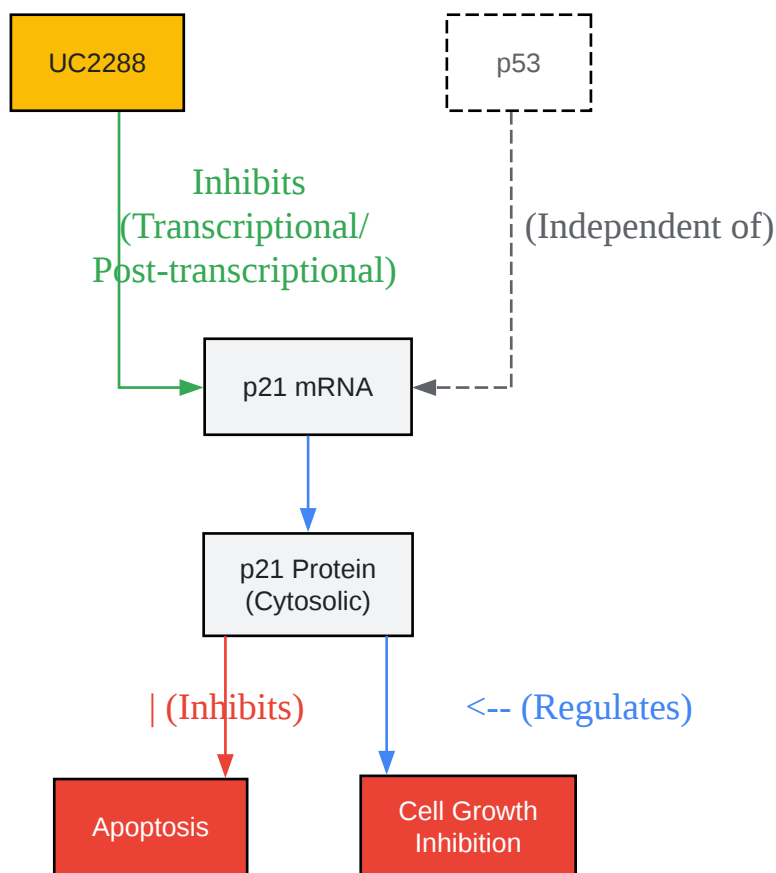 UC2288
p53
Inhibits
(Transcriptional/
Post-transcriptional)
(Independent of)
p21 mRNA
p21 Protein
(Cytosolic)
| (Inhibits)
<-- (Regulates)
Apoptosis
Cell Growth
Inhibition